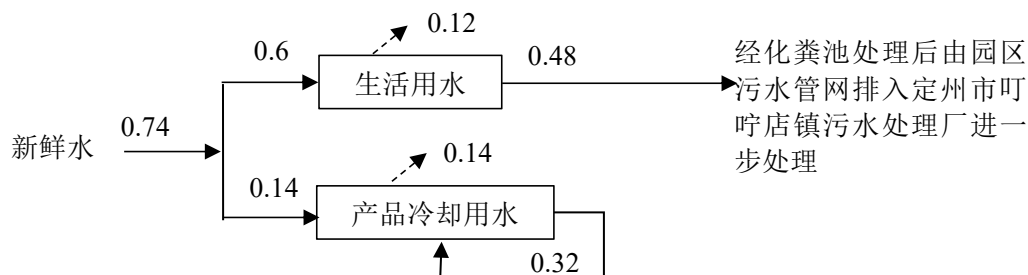 0.12
0.6
0.48
生活用水
经化粪池处理后由园区
污水管网排入定州市叮
咛店镇污水处理厂进一
步处理
0.74
新鲜水
0.14
0.14
产品冷却用水
0.32